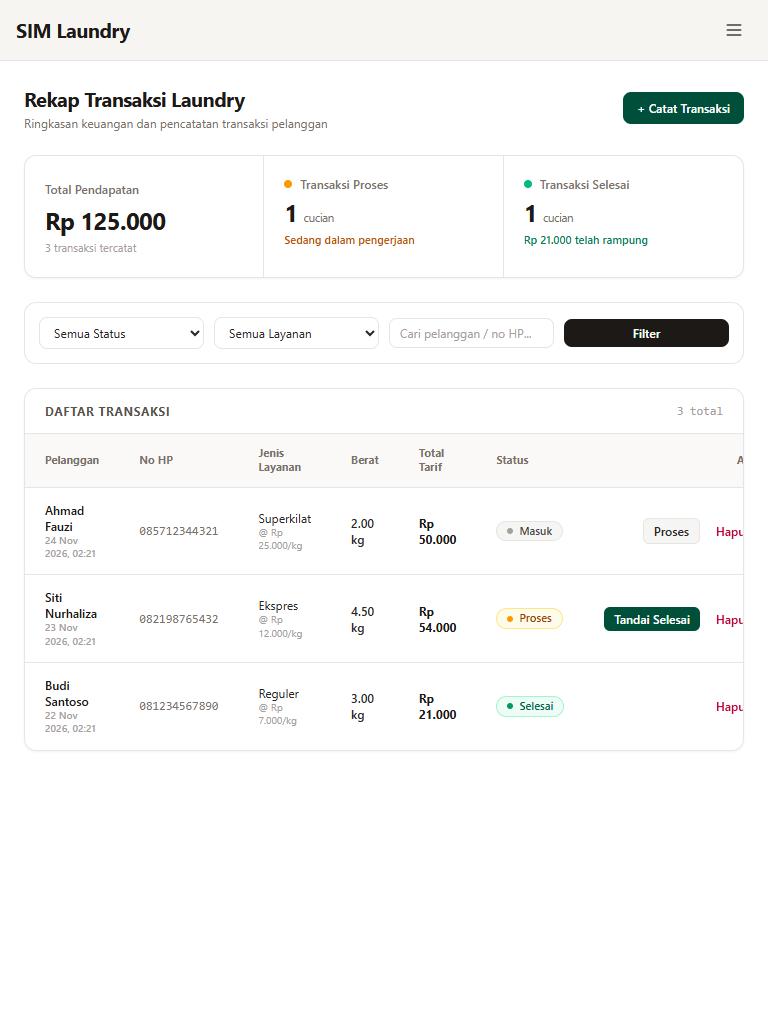 SIM Laundry
Rekap Transaksi Laundry
Ringkasan keuangan dan pencatatan transaksi pelanggan
+ Catat Transaksi
Total Pendapatan
Rp 125.000
3 transaksi tercatat
Transaksi Proses
1 cucian
Sedang dalam pengerjaan
Transaksi Selesai
1 cucian
Rp 21.000 telah rampung
Semua Status
Semua Layanan
Cari pelanggan / no HP...
Filter
DAFTAR TRANSAKSI
3 total
Pelanggan
No HP
Jenis
Layanan
Berat
Total
Tarif
Status
A
Ahmad
Fauzi
24 Nov
2026, 02:21
085712344321
Superkilat
@ Rp
25.000/kg
2.00
kg
Rp
50.000
Masuk
Proses
Hapu
Siti
Nurhaliza
23 Nov
2026, 02:21
082198765432
Ekspres
@ Rp
12.000/kg
4.50
kg
Rp
54.000
Proses
Tandai Selesai
Hapu
Budi
Santoso
22 Nov
2026, 02:21
081234567890
Reguler
@ Rp
7.000/kg
3.00
kg
Rp
21.000
Selesai
Hapu